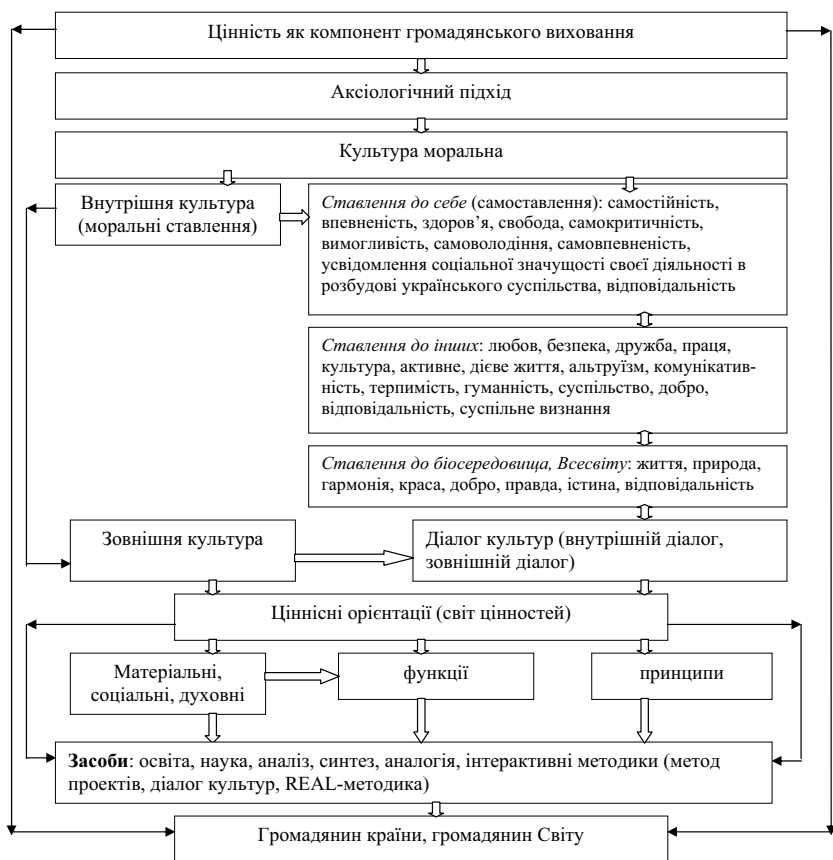 Цінність як компонент громадянського виховання
Аксіологічний підхід
Культура моральна
Внутрішня культура
(моральні ставлення)
Ставлення до себе (самоставлення): самостійність,
впевненість, здоров’я, свобода, самокритичність,
вимогливість, самоволодіння, самовпевненість,
усвідомлення соціальної значущості своєї діяльності в
розбудові українського суспільства, відповідальність
Ставлення до інших: любов, безпека, дружба, праця,
культура, активне, дієве життя, альтруїзм, комунікатив-
ність, терпимість, гуманність, суспільство, добро,
відповідальність, суспільне визнання
Ставлення до біосередовища, Всесвіту: життя, природа,
гармонія, краса, добро, правда, істина, відповідальність
Зовнішня культура
Діалог культур (внутрішній діалог,
зовнішній діалог)
Ціннісні орієнтації (світ цінностей)
Матеріальні,
соціальні, духовні
функції
принципи
Засоби: освіта, наука, аналіз, синтез, аналогія, інтерактивні методики (метод
проектів, діалог культур, REAL-методика)
Громадянин країни, громадянин Світу